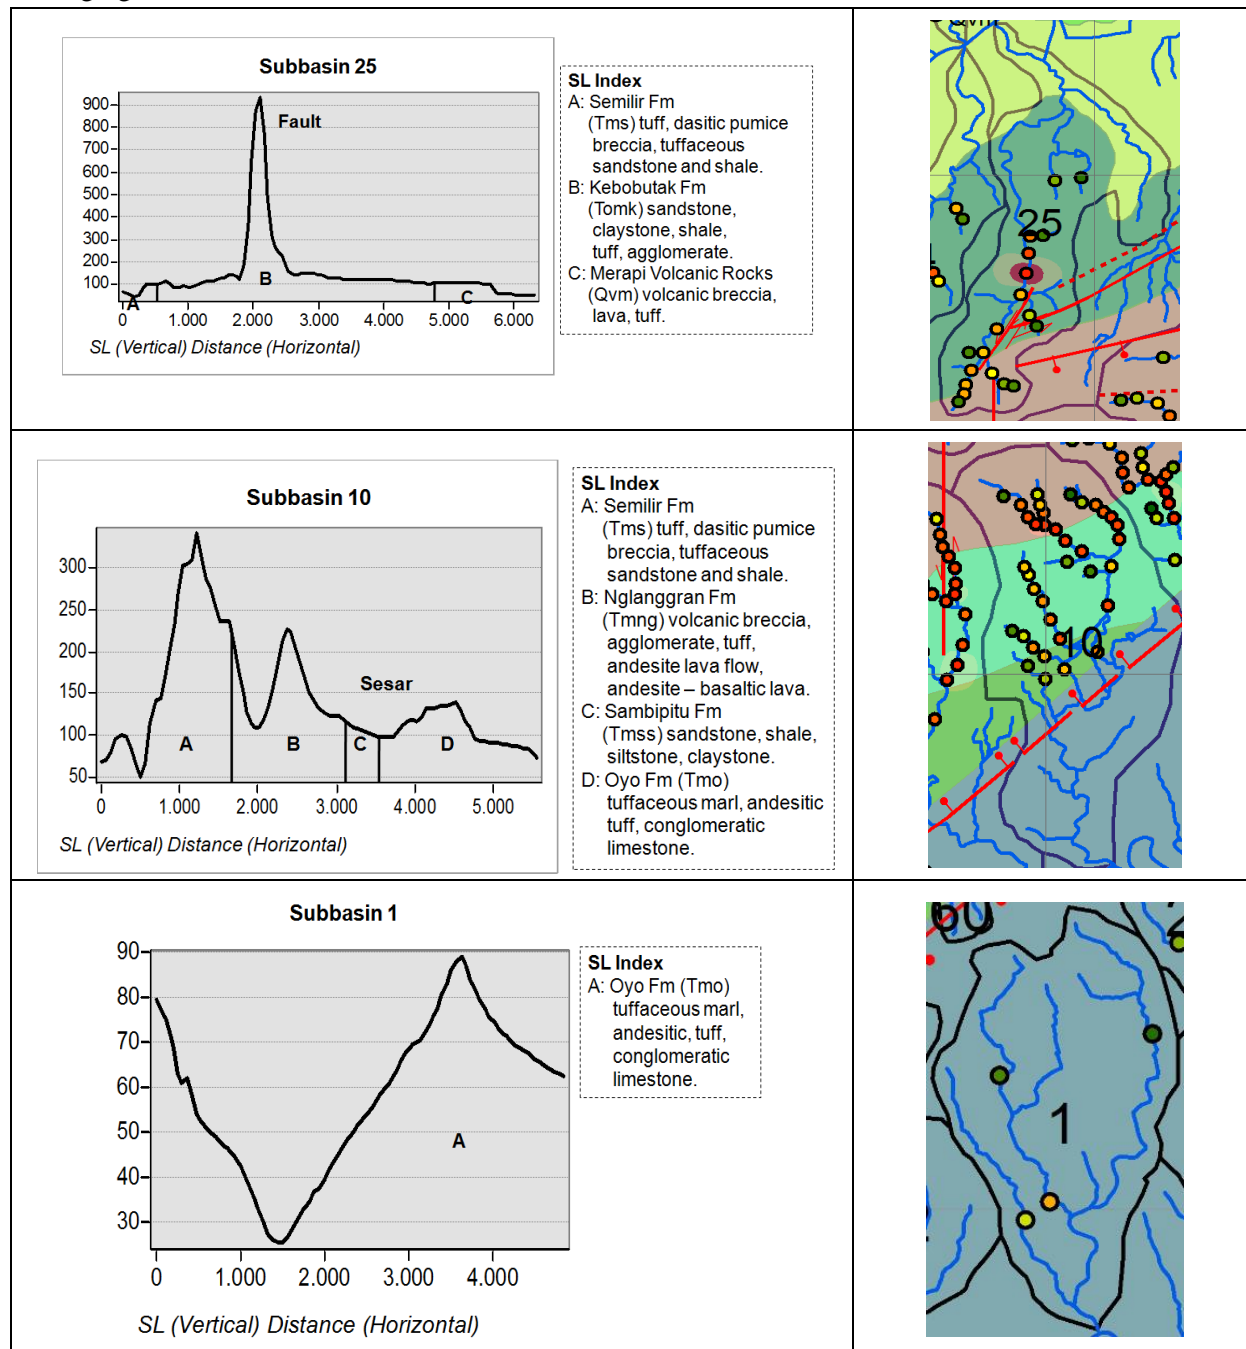 Subbasin 25
900
800
700
600
500
400
300
200
100
Fault
A
B
C
0 1.000 2.000 3.000 4.000 5.000 6.000
SL (Vertical) Distance (Horizontal)
SL Index
A: Semilir Fm
(Tms) tuff, dasitic pumice
breccia, tuffaceous
sandstone and shale.
B: Kebobutak Fm
(Tomk) sandstone,
claystone, shale,
tuff, agglomerate.
C: Merapi Volcanic Rocks
(Qvm) volcanic breccia,
lava, tuff.
25
Subbasin 10
300
250
200
150
100
50
Sesar
A B C D
0 1.000 2.000 3.000 4.000 5.000
SL (Vertical) Distance (Horizontal)
SL Index
A: Semilir Fm
(Tms) tuff, dasitic pumice
breccia, tuffaceous
sandstone and shale.
B: Nglanggran Fm
(Tmng) volcanic breccia,
agglomerate, tuff,
andesite lava flow,
andesite – basaltic lava.
C: Sambipitu Fm
(Tmss) sandstone, shale,
siltstone, claystone.
D: Oyo Fm (Tmo)
tuffaceous marl, andesitic
tuff, conglomeratic
limestone.
10
Subbasin 1
90
80
70
60
50
40
30
A
0 1.000 2.000 3.000 4.000
SL (Vertical) Distance (Horizontal)
SL Index
A: Oyo Fm (Tmo)
tuffaceous marl,
andesitic, tuff,
conglomeratic
limestone.
1